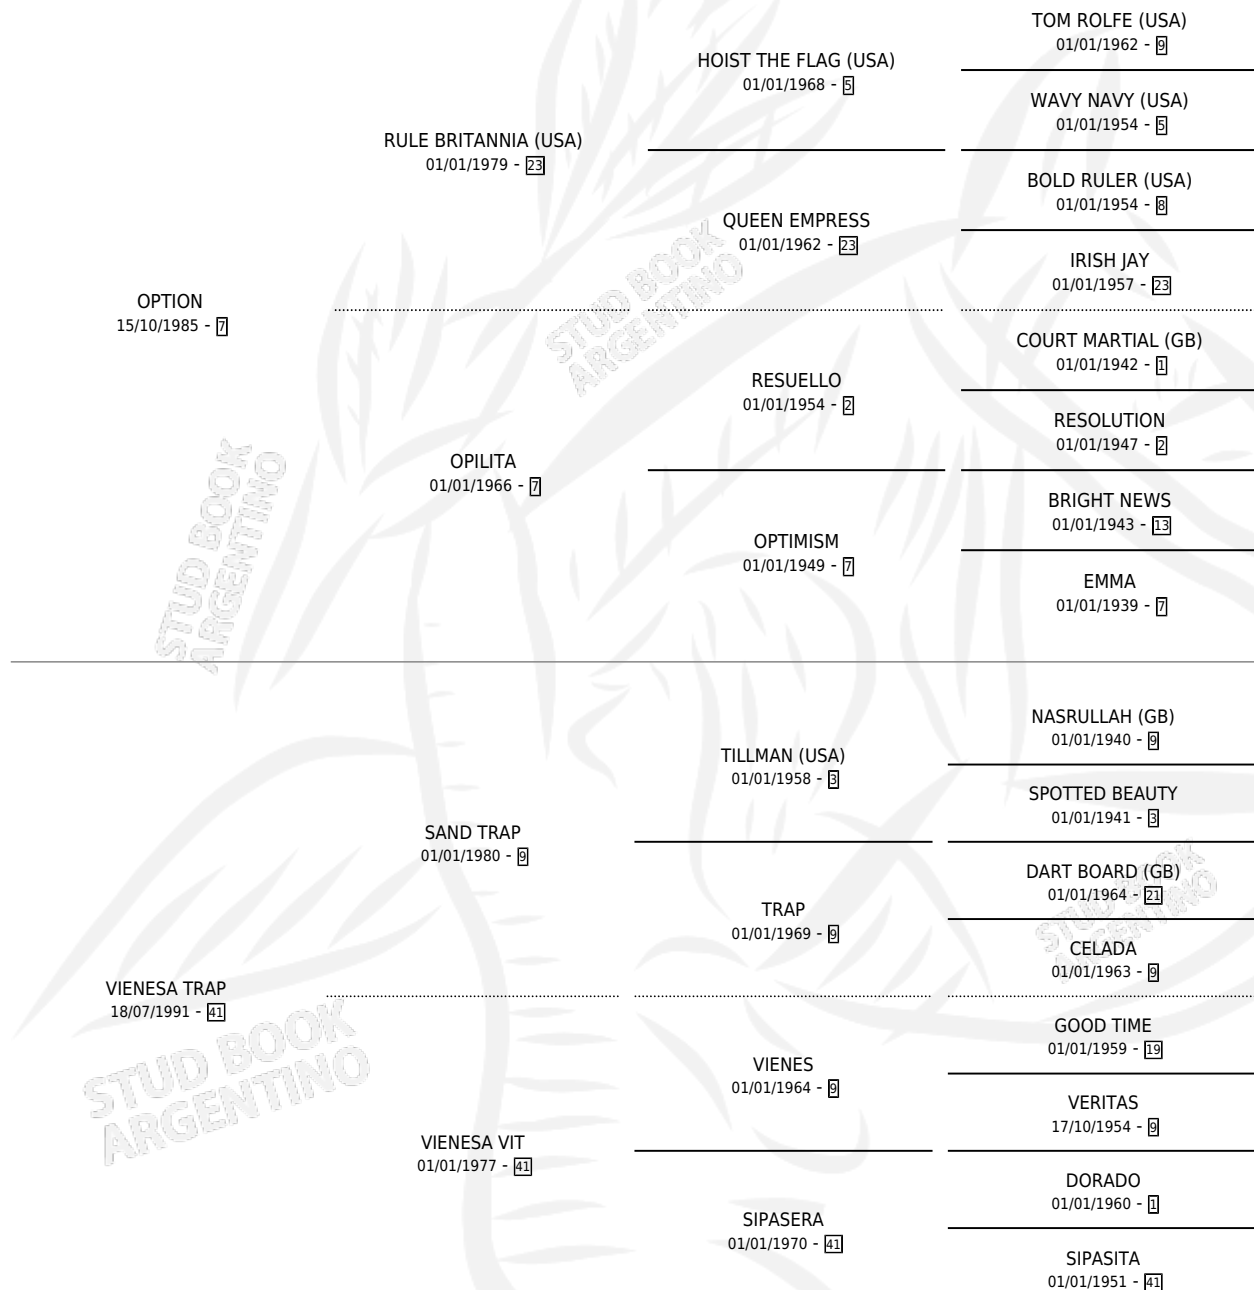 TOM ROLFE (USA)
01/01/1962 - 9
HOIST THE FLAG (USA)
01/01/1968 - 5
WAVY NAVY (USA)
01/01/1954 - 5
RULE BRITANNIA (USA)
01/01/1979 - 23
BOLD RULER (USA)
01/01/1954 - 8
QUEEN EMPRESS
01/01/1962 - 23
IRISH JAY
01/01/1957 - 23
OPTION
15/10/1985 - 7
COURT MARTIAL (GB)
01/01/1942 - 1
RESUELLO
01/01/1954 - 2
RESOLUTION
01/01/1947 - 2
OPILITA
01/01/1966 - 7
BRIGHT NEWS
01/01/1943 - 13
OPTIMISM
01/01/1949 - 7
EMMA
01/01/1939 - 7
NASRULLAH (GB)
01/01/1940 - 9
TILLMAN (USA)
01/01/1958 - 3
SPOTTED BEAUTY
01/01/1941 - 3
SAND TRAP
01/01/1980 - 9
DART BOARD (GB)
01/01/1964 - 21
TRAP
01/01/1969 - 9
CELADA
01/01/1963 - 9
VIENESA TRAP
18/07/1991 - 41
GOOD TIME
01/01/1959 - 19
VIENES
01/01/1964 - 9
VERITAS
17/10/1954 - 9
VIENESA VIT
01/01/1977 - 41
DORADO
01/01/1960 - 1
SIPASERA
01/01/1970 - 41
SIPASITA
01/01/1951 - 41
STUD BOOK
ARGENTINO
STUD BOOK
ARGENTINO
STUD BOOK
ARGENTINO
STUD BOOK
ARGENTINO